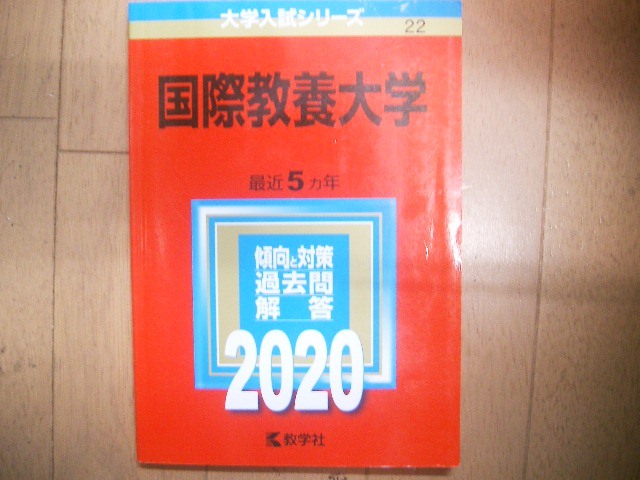 大学入試シリーズ
22
国際教養大学
最近5ヵ年
傾向と対策
過去問
解答
2020
教学社